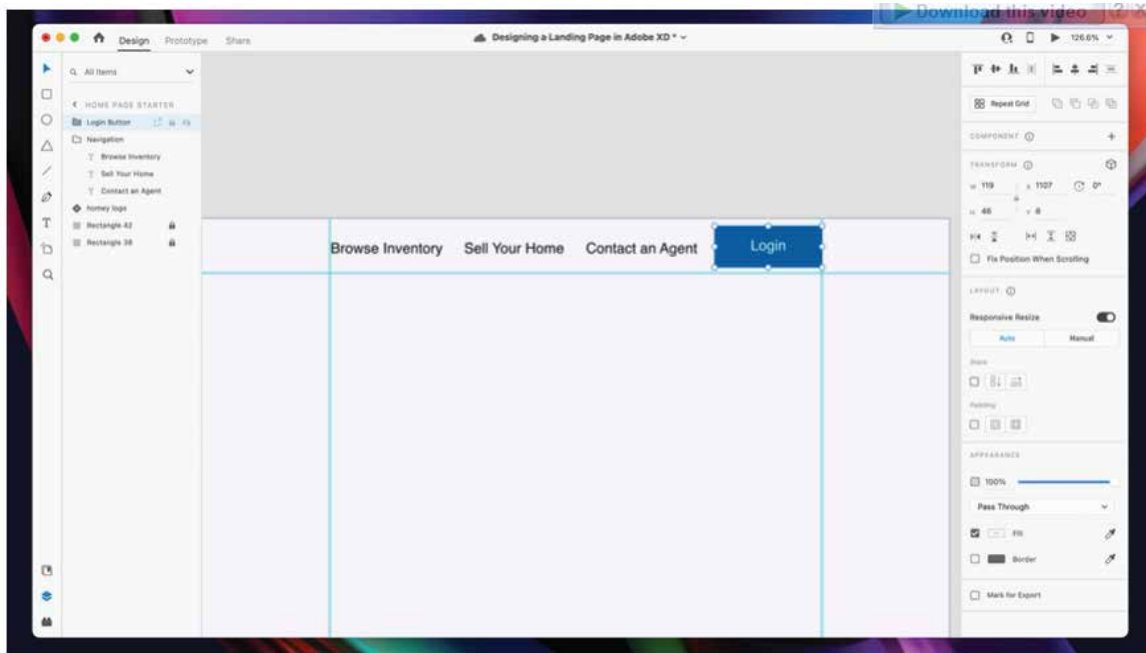 Download this video ? X
Design Prototype Share
Designing a Landing Page in Adobe XD *
126.6%
All Items
HOME PAGE STARTER
Login Button
Navigation
T Browse Inventory
T Sell Your Home
T Contact an Agent
homey logo
Rectangle 42
Rectangle 38
Browse Inventory Sell Your Home Contact an Agent Login
Repeat Grid
COMPONENT
TRANSFORM
W 119 X 1107 0°
H 46 Y 8
Fix Position When Scrolling
LAYOUT
Responsive Resize
Auto Manual
Stack
Padding
APPEARANCE
100%
Pass Through
Fill
Border
Mark for Export